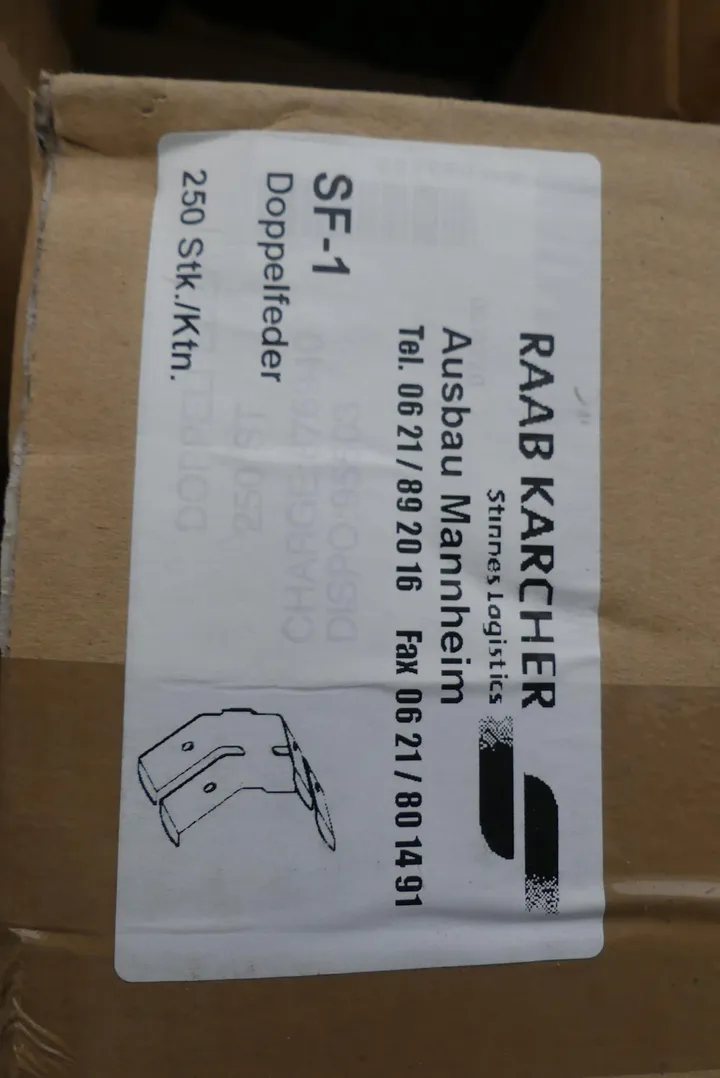 RAAB KARCHER
Stinnes Logistics
Ausbau Mannheim
Tel. 06 21 / 89 20 16 Fax 06 21 / 80 14 91
SF-1
Doppelfeder
250 Stk./Ktn.